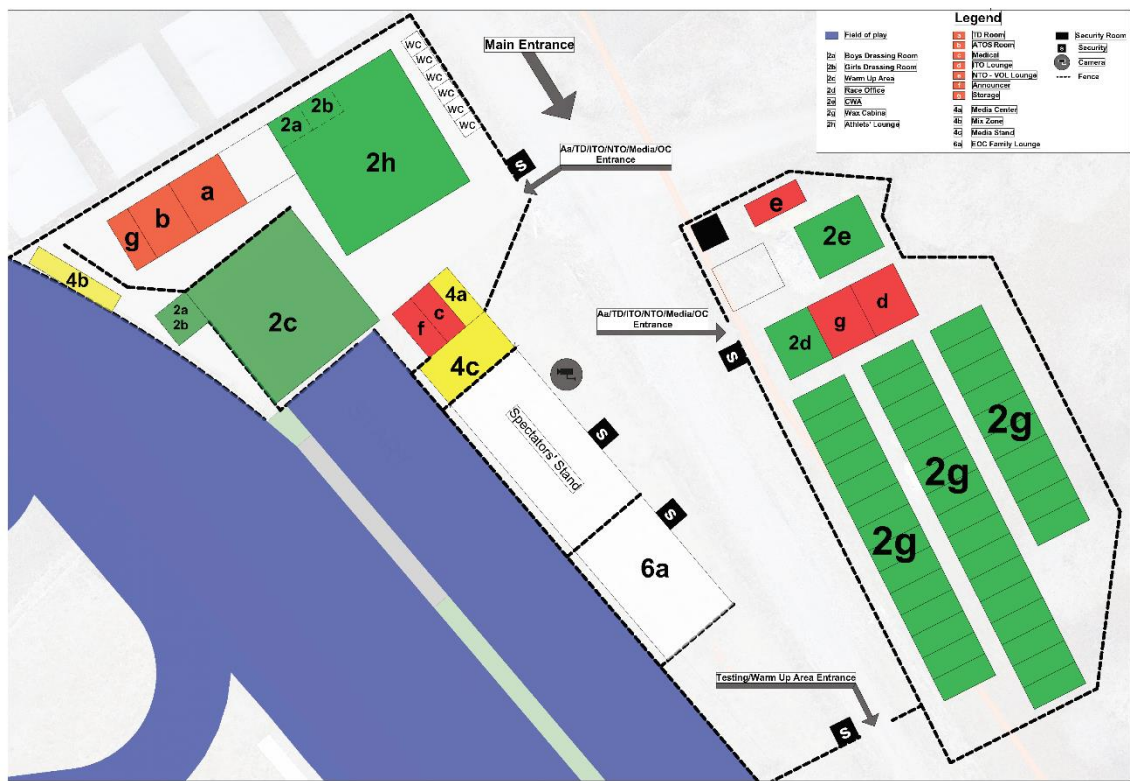 Main Entrance
WC
WC
WC
WC
WC
WC
Legend
Field of play
2a Boys Dressing Room
2b Girls Dressing Room
2c Warm Up Area
2d Race Office
2e CWA
2g Wax Cabins
2h Athlets' Lounge
a TD Room
b ATOS Room
c Medical
d ITO Lounge
e NTO - VOL Lounge
f Announcer
g Storage
4a Media Center
4b Mix Zone
4c Media Stand
6a EOC Family Lounge
Security Room
S Security
Camera
Fence
2a
2b
2h
a
b
g
S
Aa/TD/ITO/NTO/Media/OC
Entrance
e
2e
4b
2a
2b
2c
4a
c
f
4c
Aa/TD/ITO/NTO/Media/OC
Entrance
S
d
g
2d
Spectators' Stand
S
S
6a
2g
2g
2g
Testing/Warm Up Area Entrance
S